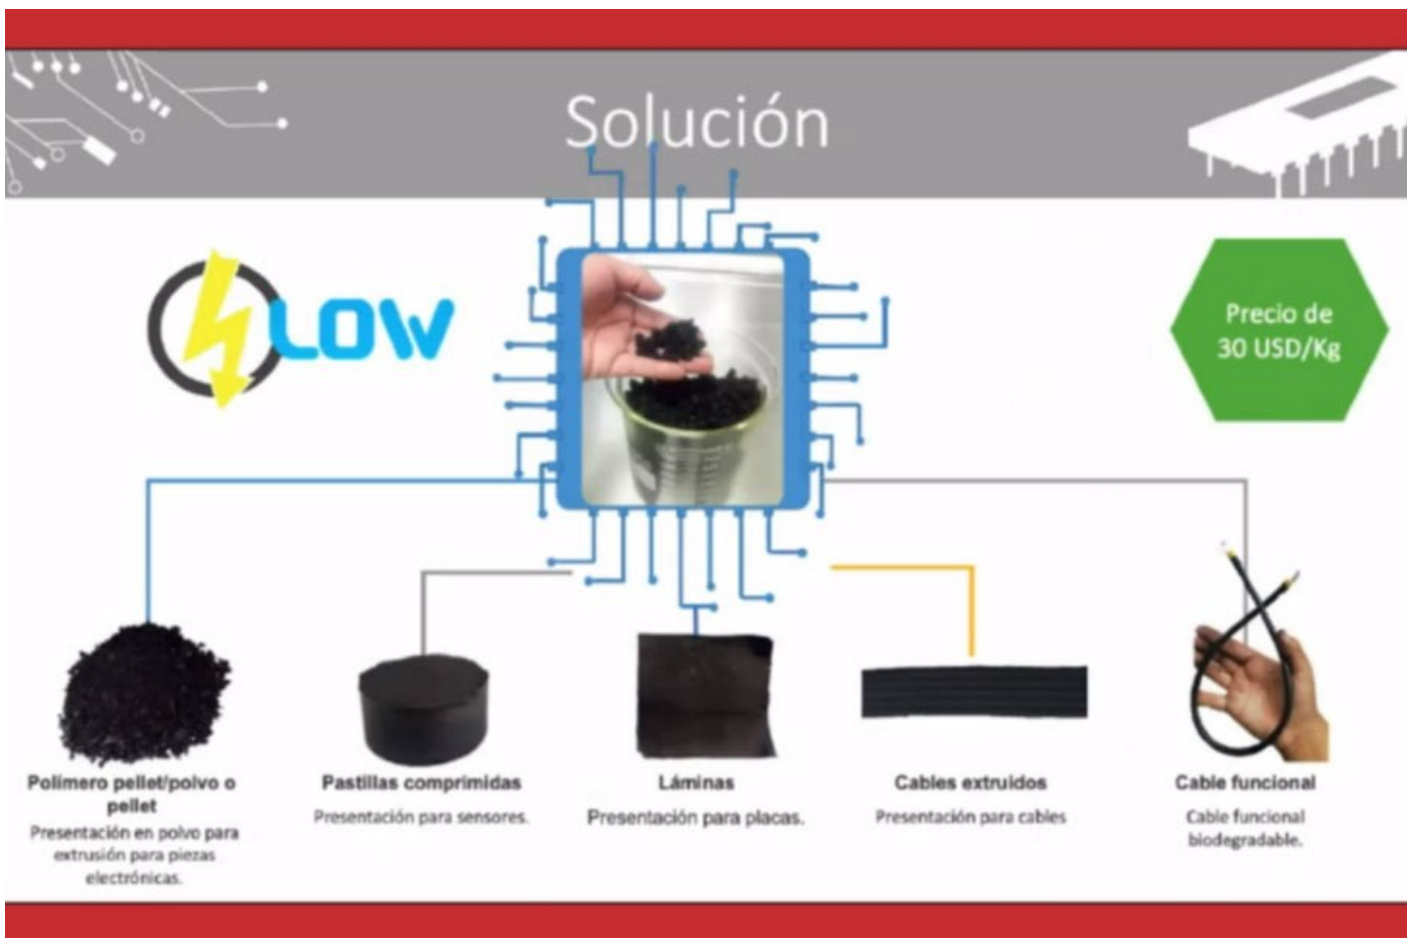 Solución
LOW
Precio de
30 USD/Kg
Polímero pellet/polvo o
pellet
Presentación en polvo para
extrusión para piezas
electrónicas.
Pastillas comprimidas
Presentación para sensores.
Láminas
Presentación para placas.
Cables extruidos
Presentación para cables
Cable funcional
Cable funcional
biodegradable.